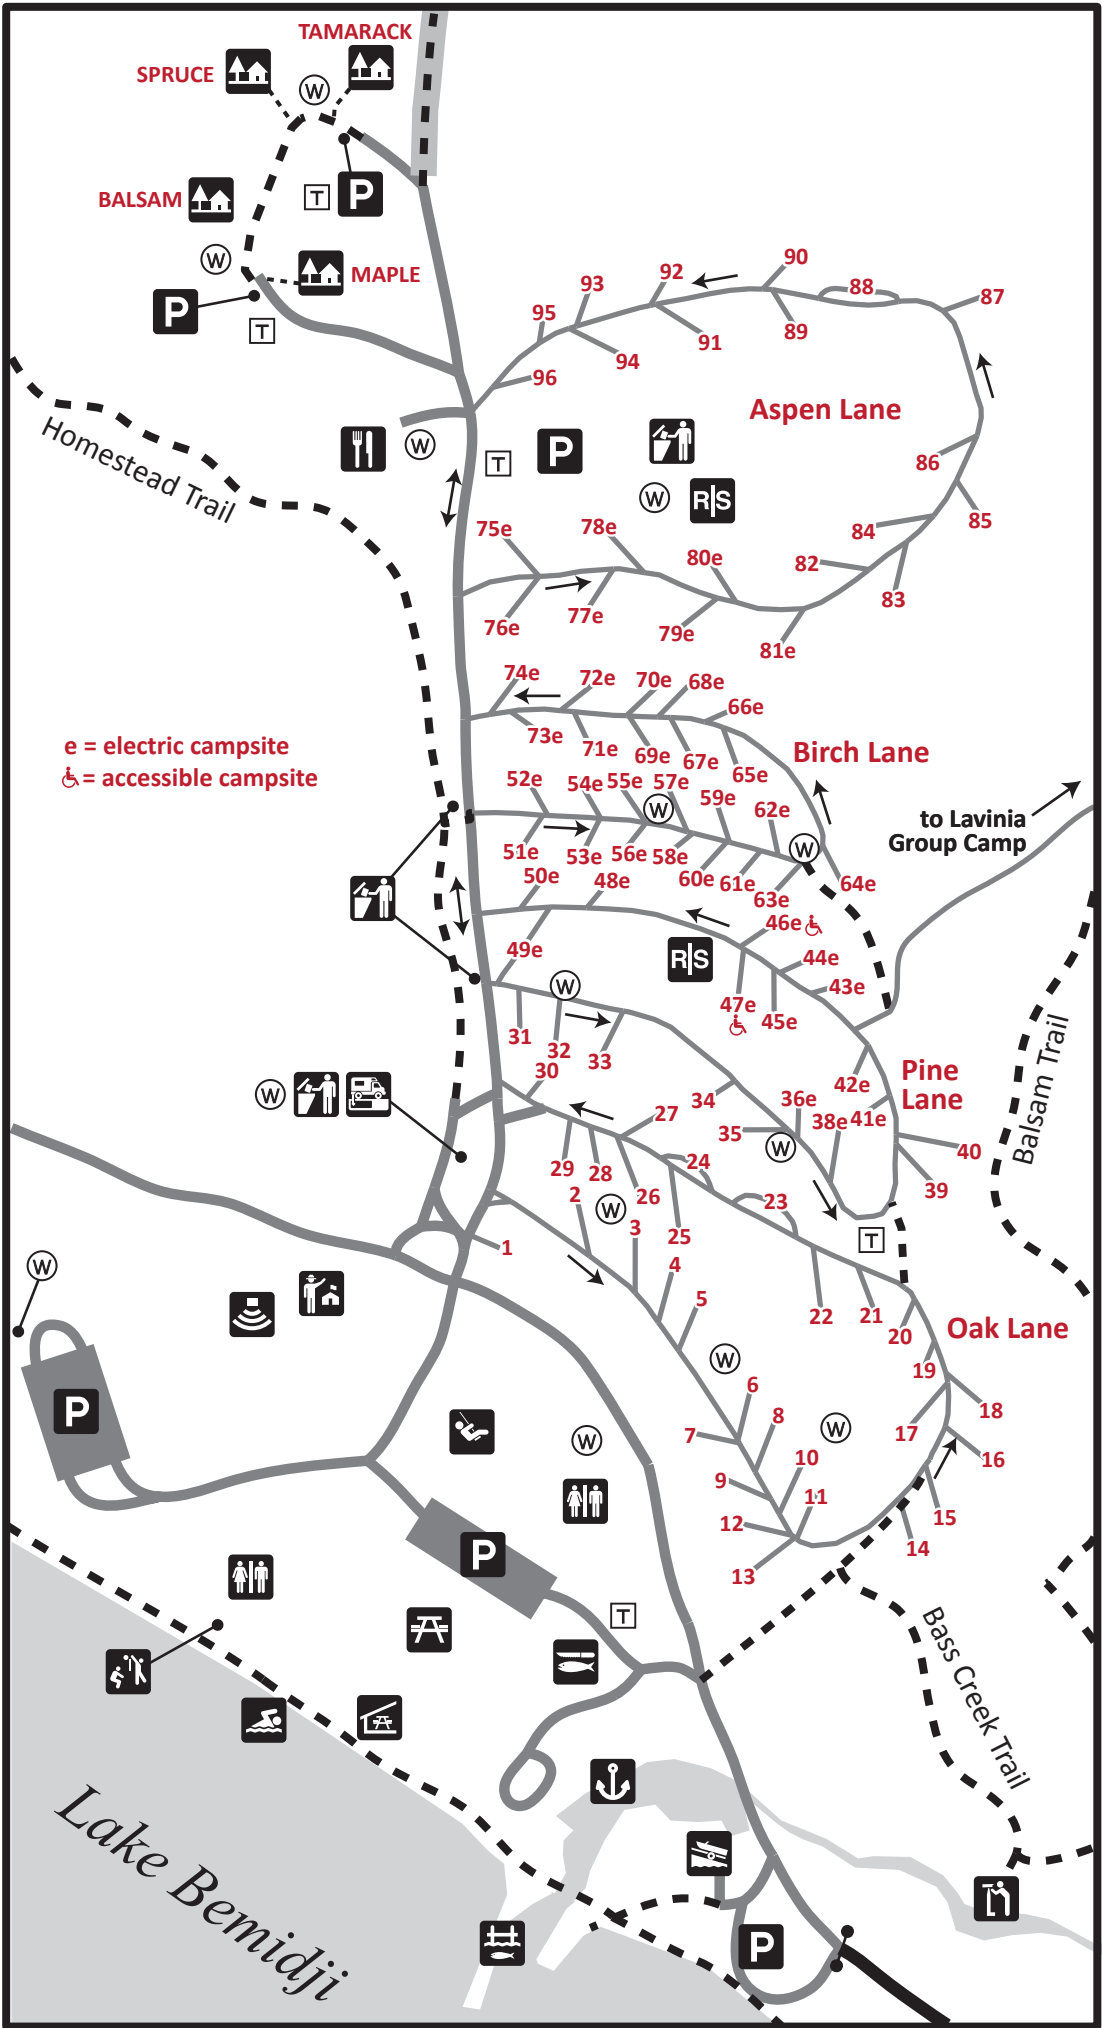 TAMARACK
SPRUCE
W
P
T
BALSAM
W
MAPLE
P
T
Homestead Trail
90
92
93
88
87
95
89
91
94
96
Aspen Lane
W
T
P
W
R|S
86
85
84
82
83
75e
78e
80e
76e
77e
79e
81e
74e
72e
70e
68e
66e
73e
71e
69e
67e
65e
Birch Lane
e = electric campsite
= accessible campsite
52e
54e
55e
57e
59e
62e
W
W
51e
53e
56e
58e
60e
61e
63e
64e
to Lavinia
Group Camp
50e
48e
46e
49e
R|S
44e
43e
47e
45e
W
31
32
33
30
42e
Pine
Lane
Balsam Trail
W
34
36e
27
35
38e
41e
W
40
39
29
28
26
24
23
2
W
3
25
T
1
4
5
22
21
20
Oak Lane
W
P
W
19
18
17
16
6
8
7
W
W
10
9
11
15
12
14
13
P
T
Bass Creek Trail
Lake Bemidji
P